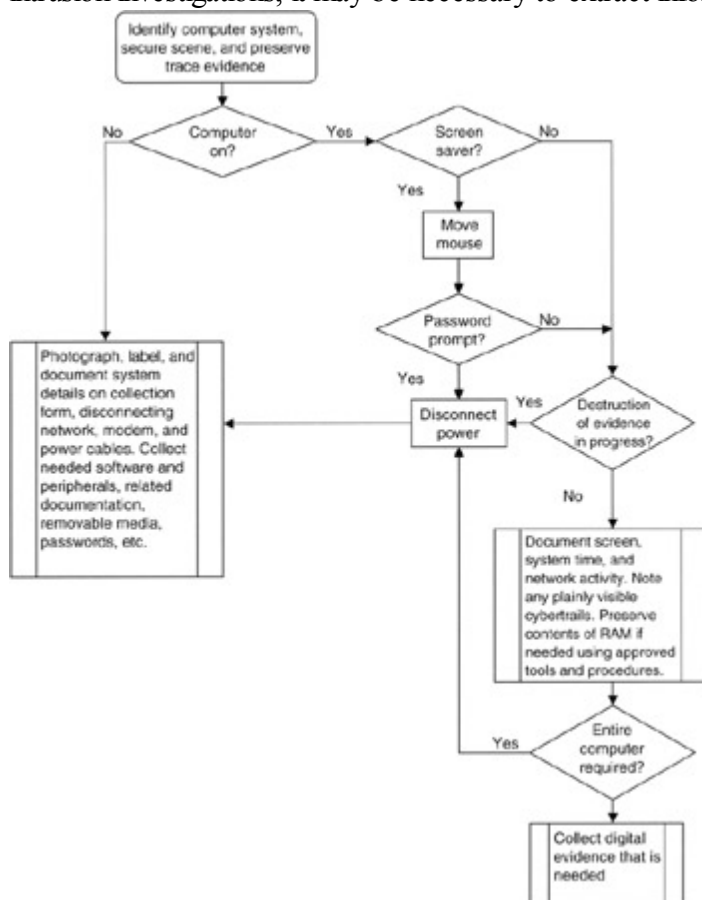 Identify computer system,
secure scene, and preserve
trace evidence
No
Computer
on?
Yes
Screen
saver?
No
Yes
Move
mouse
Password
prompt?
No
Yes
Photograph, label, and
document system
details on collection
form, disconnecting
network, modem, and
power cables. Collect
needed software and
peripherals, related
documentation,
removable media,
passwords, etc.
Disconnect
power
Yes
Destruction
of evidence
in progress?
No
Document screen,
system time, and
network activity. Note
any plainly visible
cybertrails. Preserve
contents of RAM if
needed using approved
tools and procedures.
Yes
Entire
computer
required?
Collect digital
evidence that is
needed